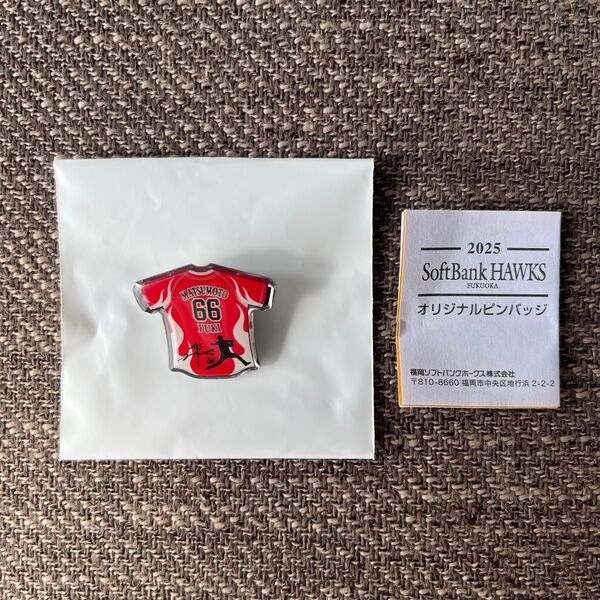 MATSUMOTO
66
YUKI
2025
SoftBank HAWKS
FUKUOKA
オリジナルピンバッジ
福岡ソフトバンクホークス株式会社
〒810-8660 福岡市中央区地行浜 2-2-2